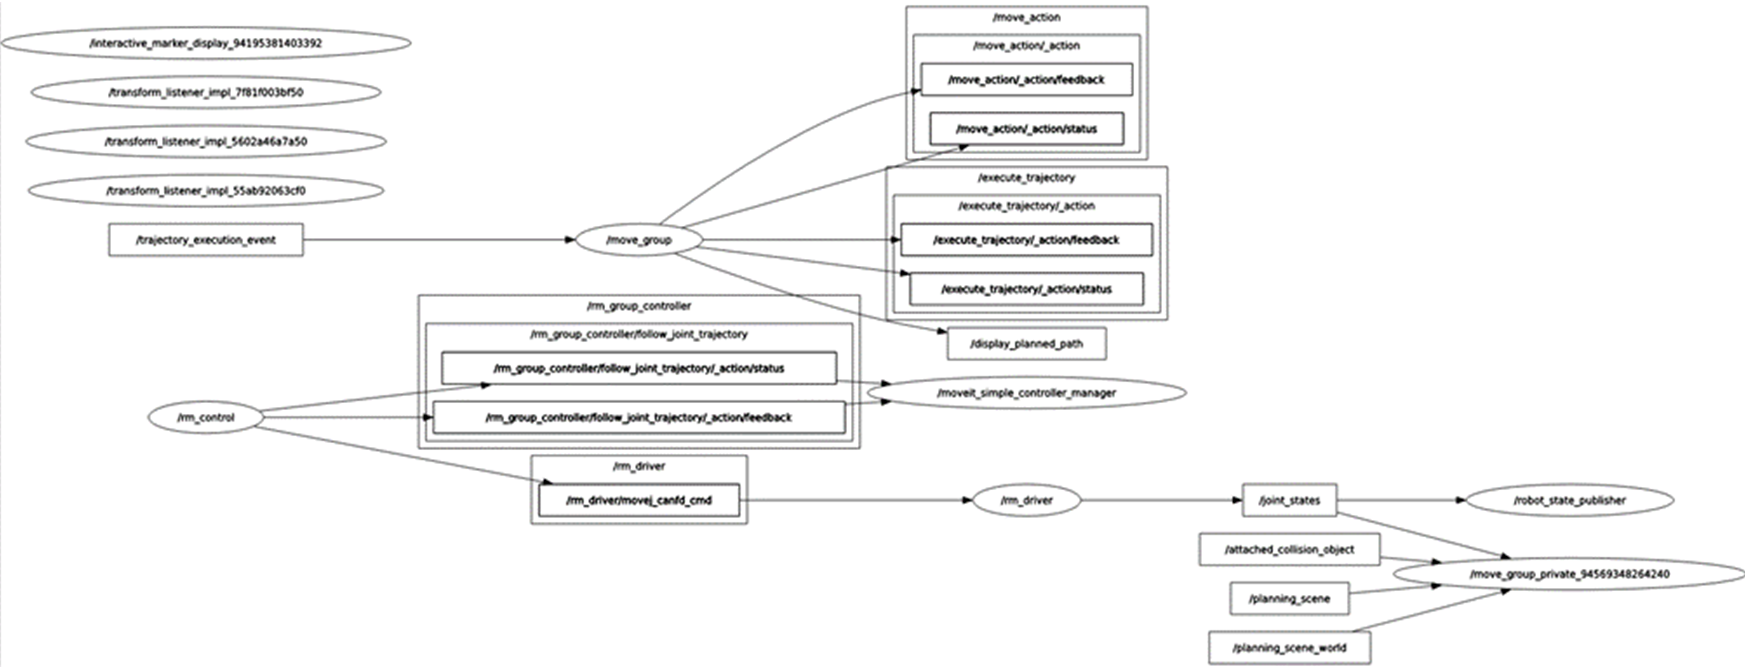 /interactive_marker_display_94195381403392
/transform_listener_impl_7f81f003bf50
/transform_listener_impl_5602a46a7a50
/transform_listener_impl_55ab92063cf0
/trajectory_execution_event
/move_group
/move_action
/move_action/_action
/move_action/_action/feedback
/move_action/_action/status
/execute_trajectory
/execute_trajectory/_action
/execute_trajectory/_action/feedback
/execute_trajectory/_action/status
/display_planned_path
/rm_group_controller
/rm_group_controller/follow_joint_trajectory
/rm_group_controller/follow_joint_trajectory/_action/status
/rm_group_controller/follow_joint_trajectory/_action/feedback
/moveit_simple_controller_manager
/rm_control
/rm_driver
/rm_driver/movej_canfd_cmd
/rm_driver
/joint_states
/robot_state_publisher
/attached_collision_object
/move_group_private_94569348264240
/planning_scene
/planning_scene_world